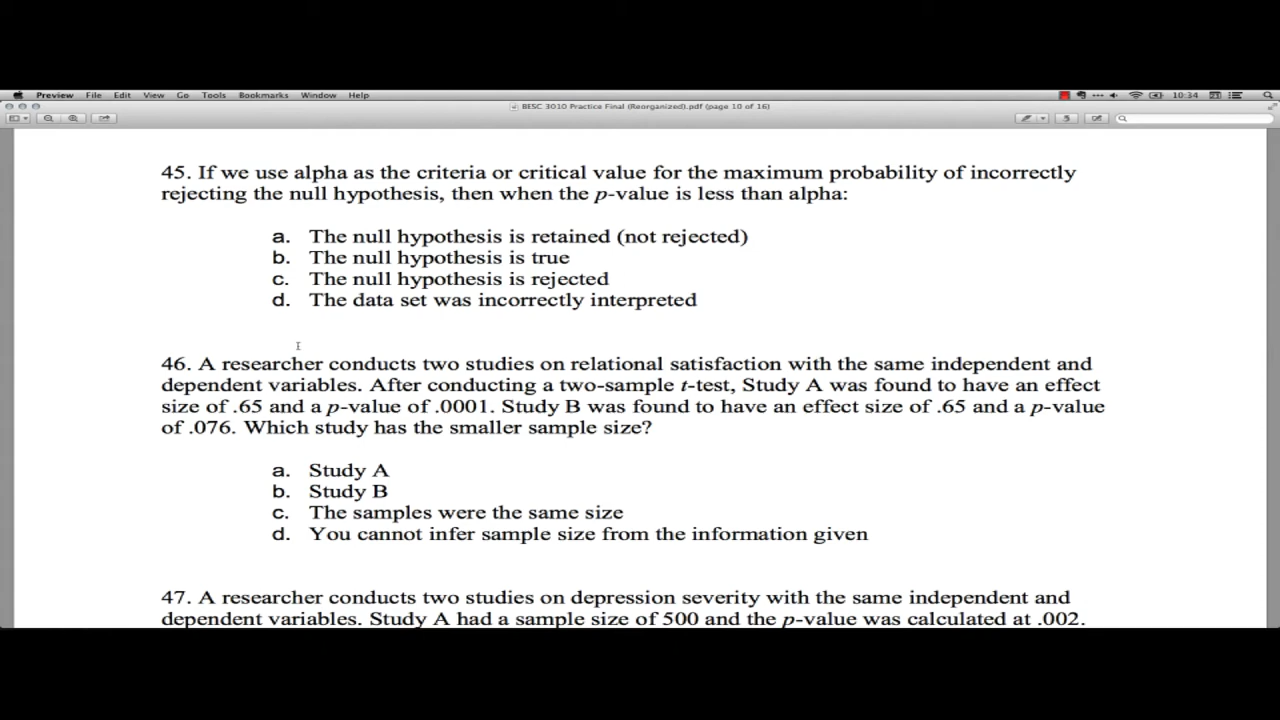 Preview File Edit View Go Tools Bookmarks Window Help 10:34
BESC 3010 Practice Final (Reorganized).pdf (page 10 of 16)
45. If we use alpha as the criteria or critical value for the maximum probability of incorrectly
rejecting the null hypothesis, then when the p-value is less than alpha:
a. The null hypothesis is retained (not rejected)
b. The null hypothesis is true
c. The null hypothesis is rejected
d. The data set was incorrectly interpreted
46. A researcher conducts two studies on relational satisfaction with the same independent and
dependent variables. After conducting a two-sample t-test, Study A was found to have an effect
size of .65 and a p-value of .0001. Study B was found to have an effect size of .65 and a p-value
of .076. Which study has the smaller sample size?
a. Study A
b. Study B
c. The samples were the same size
d. You cannot infer sample size from the information given
47. A researcher conducts two studies on depression severity with the same independent and
dependent variables. Study A had a sample size of 500 and the p-value was calculated at .002.